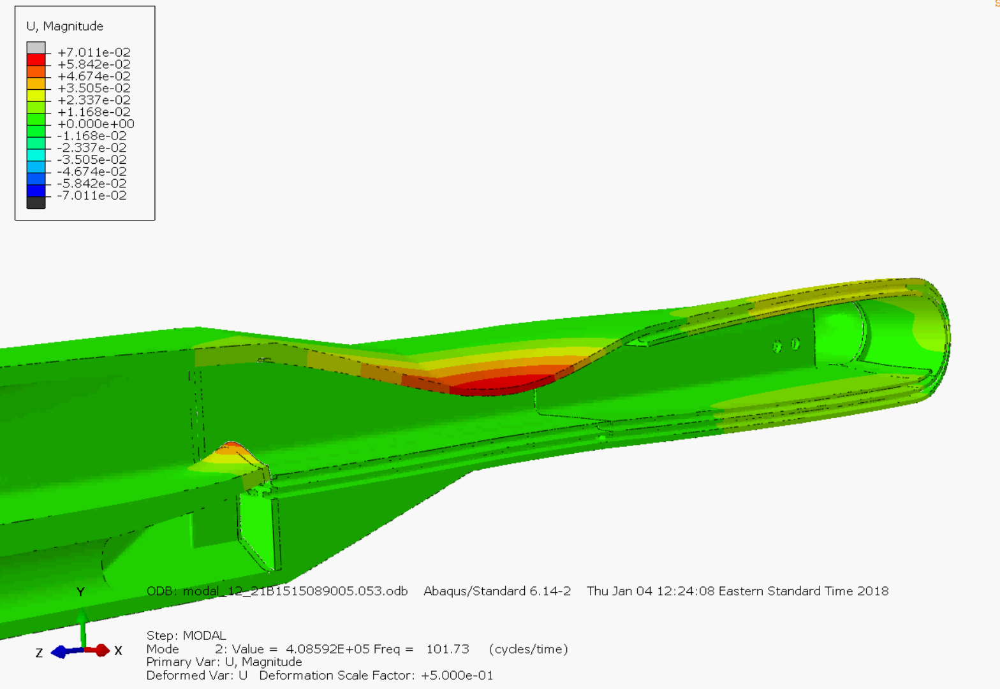 S
U, Magnitude
+7.011e-02
+5.842e-02
+4.674e-02
+3.505e-02
+2.337e-02
+1.168e-02
+0.000e+00
-1.168e-02
-2.337e-02
-3.505e-02
-4.674e-02
-5.842e-02
-7.011e-02
Y
Z
X
ODB: modal_12_21B1515089005.053.odb Abaqus/Standard 6.14-2 Thu Jan 04 12:24:08 Eastern Standard Time 2018
Step: MODAL
Mode 2: Value = 4.08592E+05 Freq = 101.73 (cycles/time)
Primary Var: U, Magnitude
Deformed Var: U Deformation Scale Factor: +5.000e-01